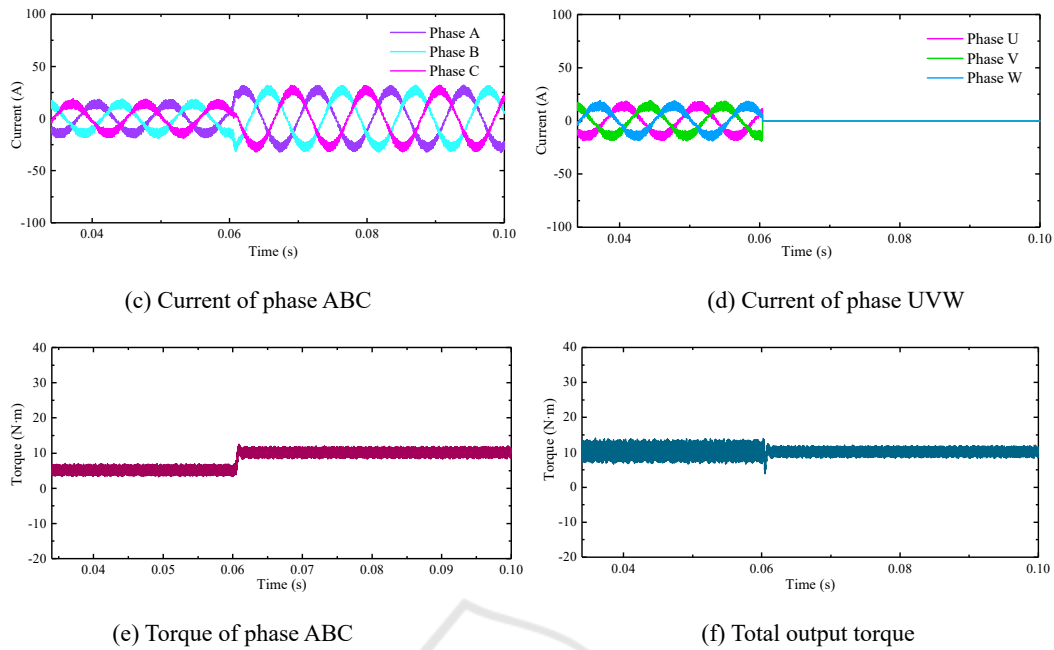 100
50
0
-50
-100
Current (A)
Phase A
Phase B
Phase C
0.04
0.06
0.08
0.10
Time (s)
(c) Current of phase ABC
100
50
0
-50
-100
Current (A)
Phase U
Phase V
Phase W
0.04
0.06
0.08
0.10
Time (s)
(d) Current of phase UVW
40
30
20
10
0
-10
-20
Torque (N·m)
0.04
0.05
0.06
0.07
0.08
0.09
0.10
Time (s)
(e) Torque of phase ABC
40
30
20
10
0
-10
-20
Torque (N·m)
0.04
0.06
0.08
0.10
Time (s)
(f) Total output torque